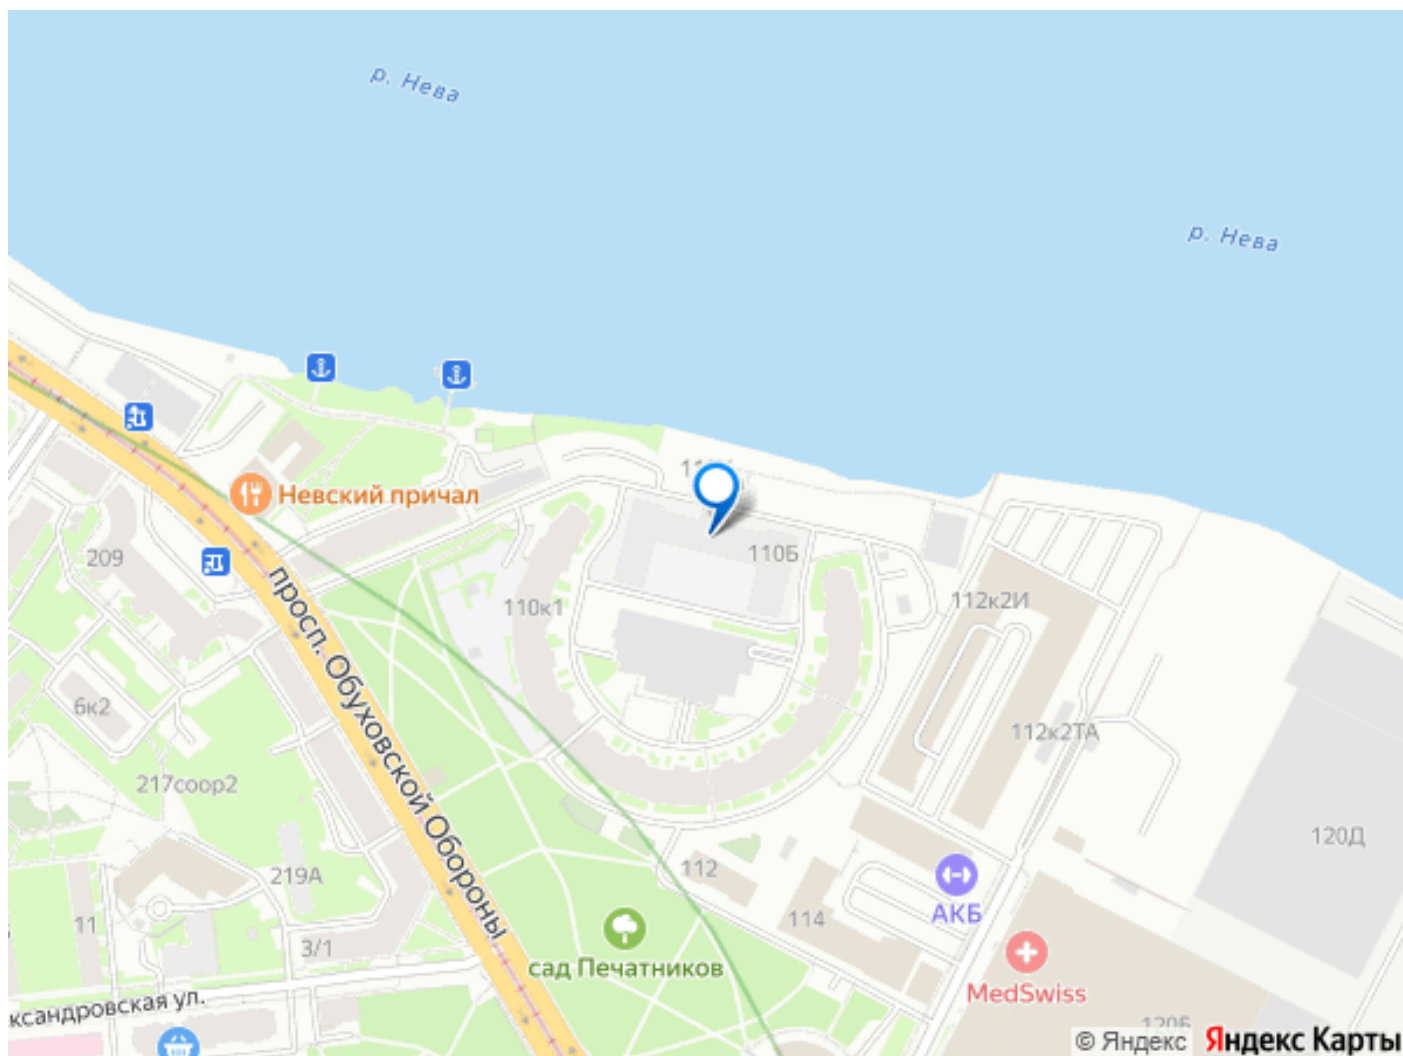 р. Нева
р. Нева
Невский причал
209
110Б
110к1
112к2И
просп. Обуховской Обороны
6к2
112к2ТА
217соор2
120Д
219А
112
АКБ
11
114
3/1
сад Печатников
MedSwiss
ксандровская ул.
120Б
© Яндекс
Яндекс Карты